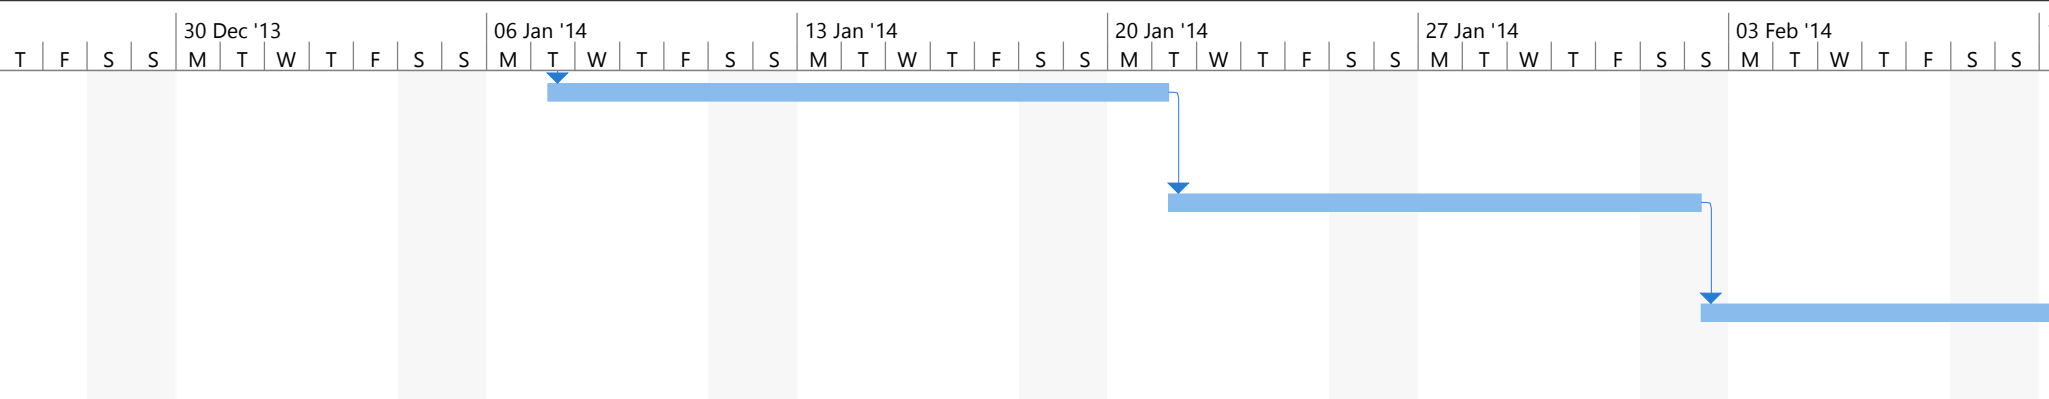 30 Dec '13 06 Jan '14 13 Jan '14 20 Jan '14 27 Jan '14 03 Feb '14
T F S S M T W T F S S M T W T F S S M T W T F S S M T W T F S S M T W T F S S M T W T F S S